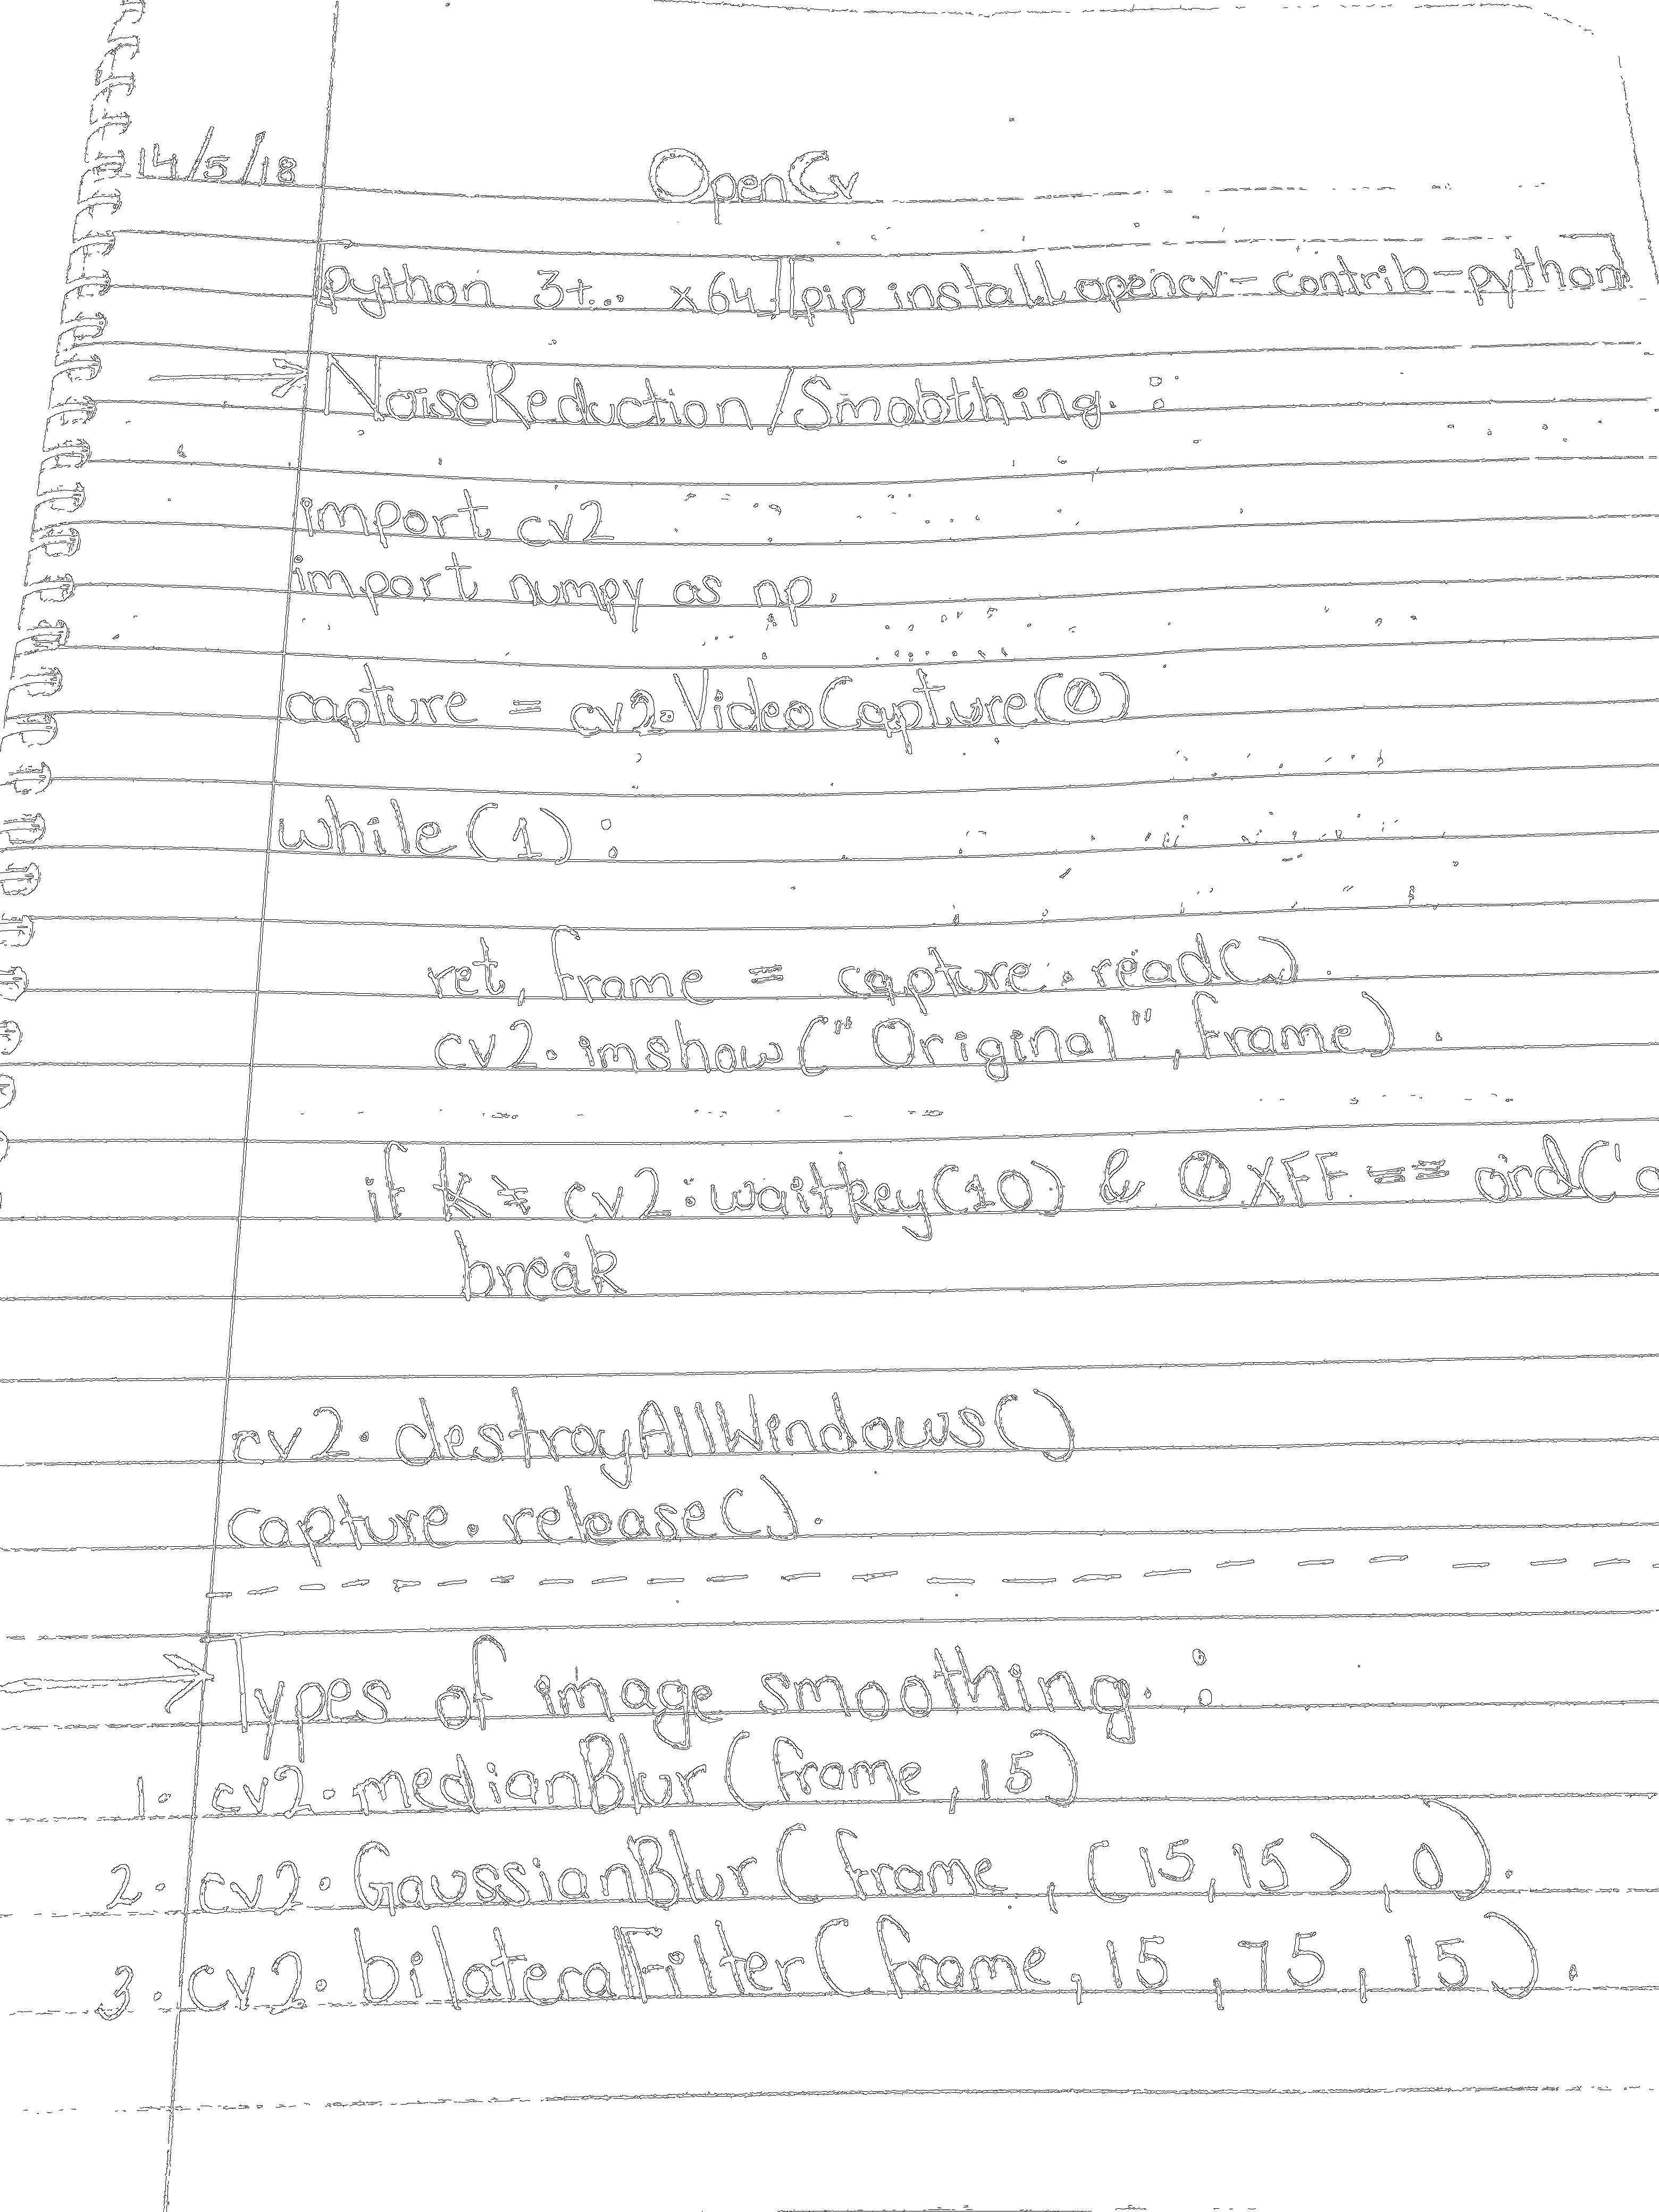 14/5/18 OpenCv
[python 3+... x64] [pip install opencv-contrib-python]
→ NoiseReduction/Smoothing. :
import cv2
import numpy as np.
capture = cv2.VideoCapture(0)
while(1):
ret, frame = capture.read().
cv2.imshow("Original", frame).
if k = cv2.waitkey(10) & 0XFF == ord('
break
cv2.destroyAllWindows()
capture.release().
→ Types of image smoothing. :
1. cv2.medianBlur(frame, 15)
2. cv2.GaussianBlur(frame, (15,15), 0).
3. cv2.bilateralFilter(frame, 15, 75, 15).